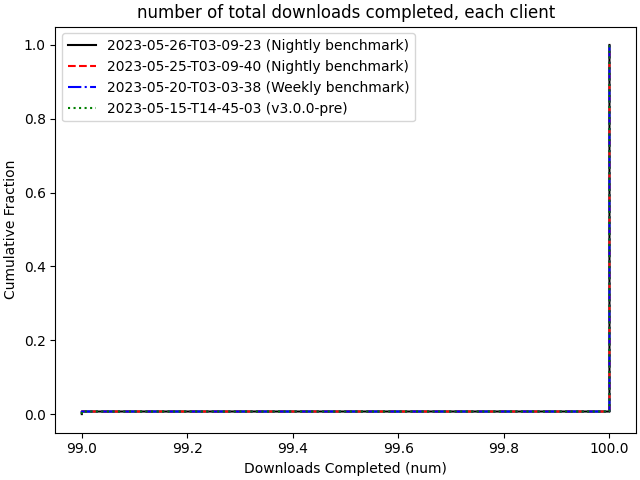 number of total downloads completed, each client
2023-05-26-T03-09-23 (Nightly benchmark)
2023-05-25-T03-09-40 (Nightly benchmark)
2023-05-20-T03-03-38 (Weekly benchmark)
2023-05-15-T14-45-03 (v3.0.0-pre)
Cumulative Fraction
1.0
0.8
0.6
0.4
0.2
0.0
99.0 99.2 99.4 99.6 99.8 100.0
Downloads Completed (num)